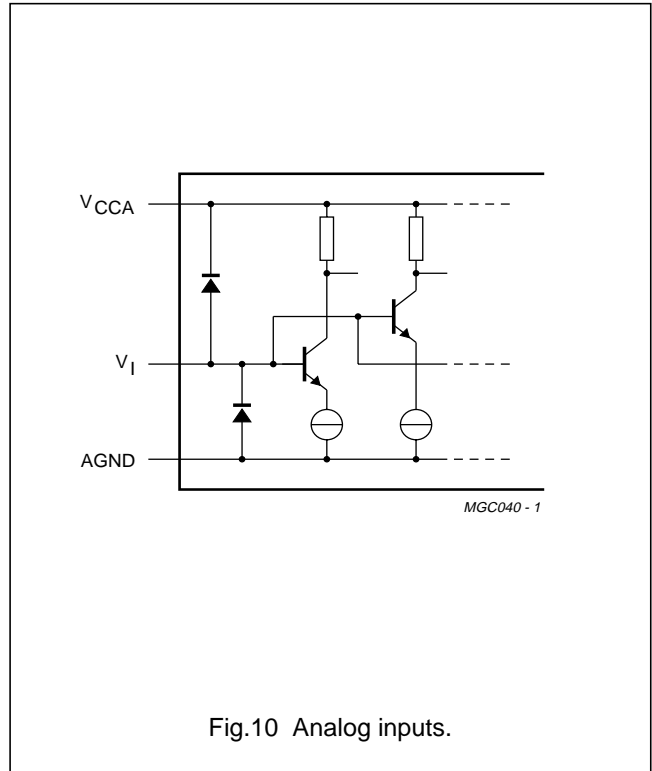 VCCA
VI
AGND
MGC040 - 1
Fig.10 Analog inputs.